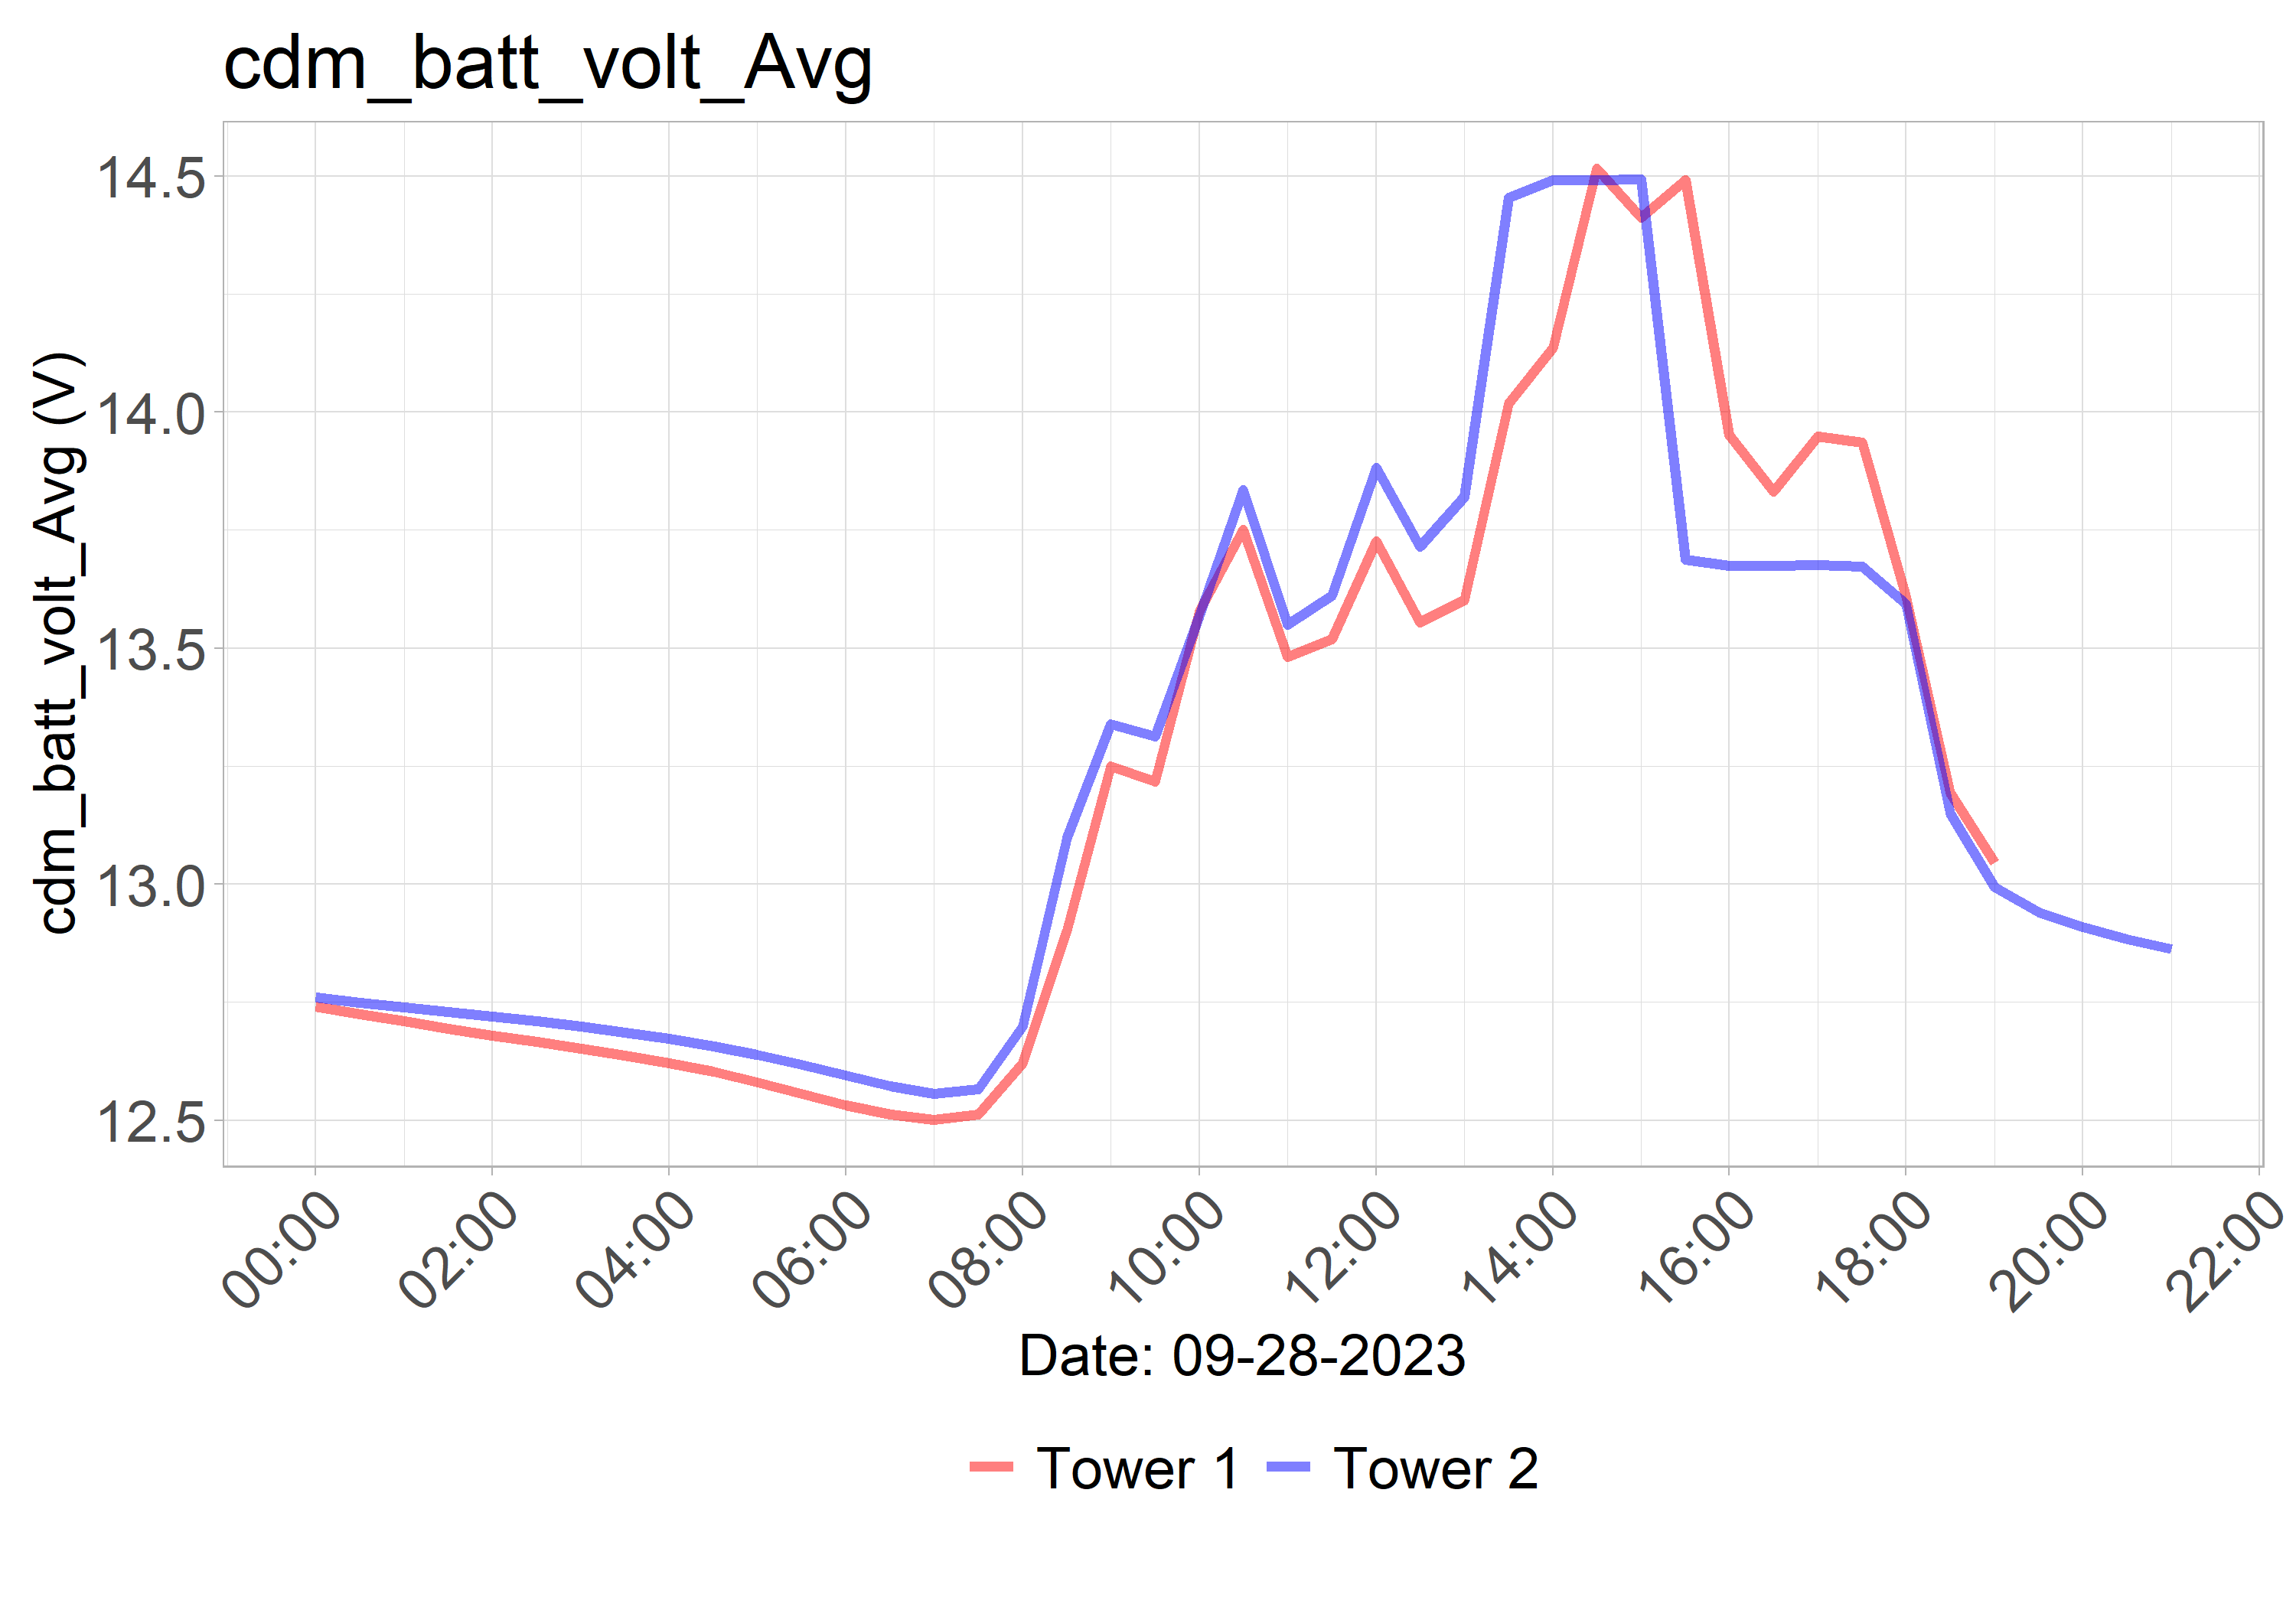 cdm_batt_volt_Avg
cdm_batt_volt_Avg (V)
14.5
14.0
13.5
13.0
12.5
00:00 02:00 04:00 06:00 08:00 10:00 12:00 14:00 16:00 18:00 20:00 22:00
Date: 09-28-2023
Tower 1 Tower 2